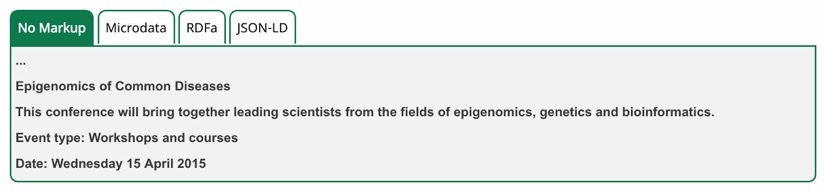 No Markup Microdata RDFa JSON-LD
...
Epigenomics of Common Diseases
This conference will bring together leading scientists from the fields of epigenomics, genetics and bioinformatics.
Event type: Workshops and courses
Date: Wednesday 15 April 2015